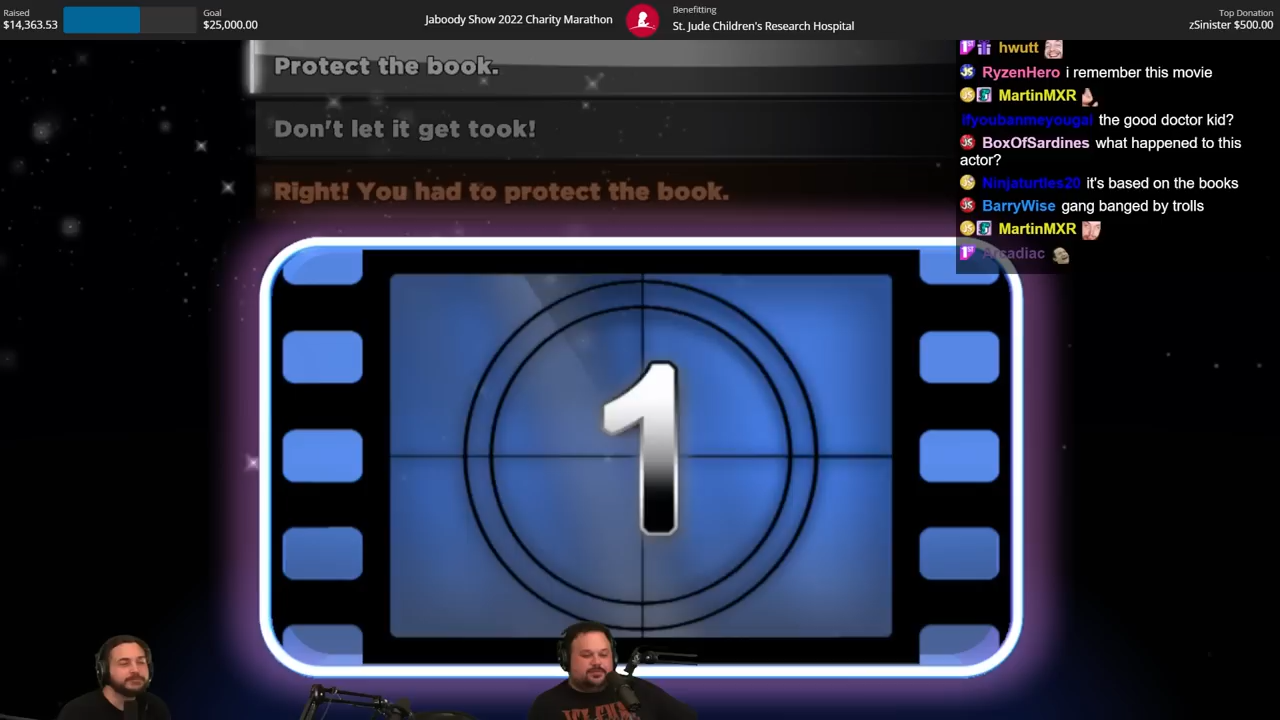 Raised
$14,363.53
Goal
$25,000.00
Jaboody Show 2022 Charity Marathon
Benefitting
St. Jude Children's Research Hospital
Top Donation
zSinister $500.00
Protect the book.
Don't let it get took!
Right! You had to protect the book.
1
hwutt
RyzenHero i remember this movie
MartinMXR
ifyoubanmeyougai the good doctor kid?
BoxOfSardines what happened to this
actor?
Ninjaturtles20 it's based on the books
BarryWise gang banged by trolls
MartinMXR
Arcadiac